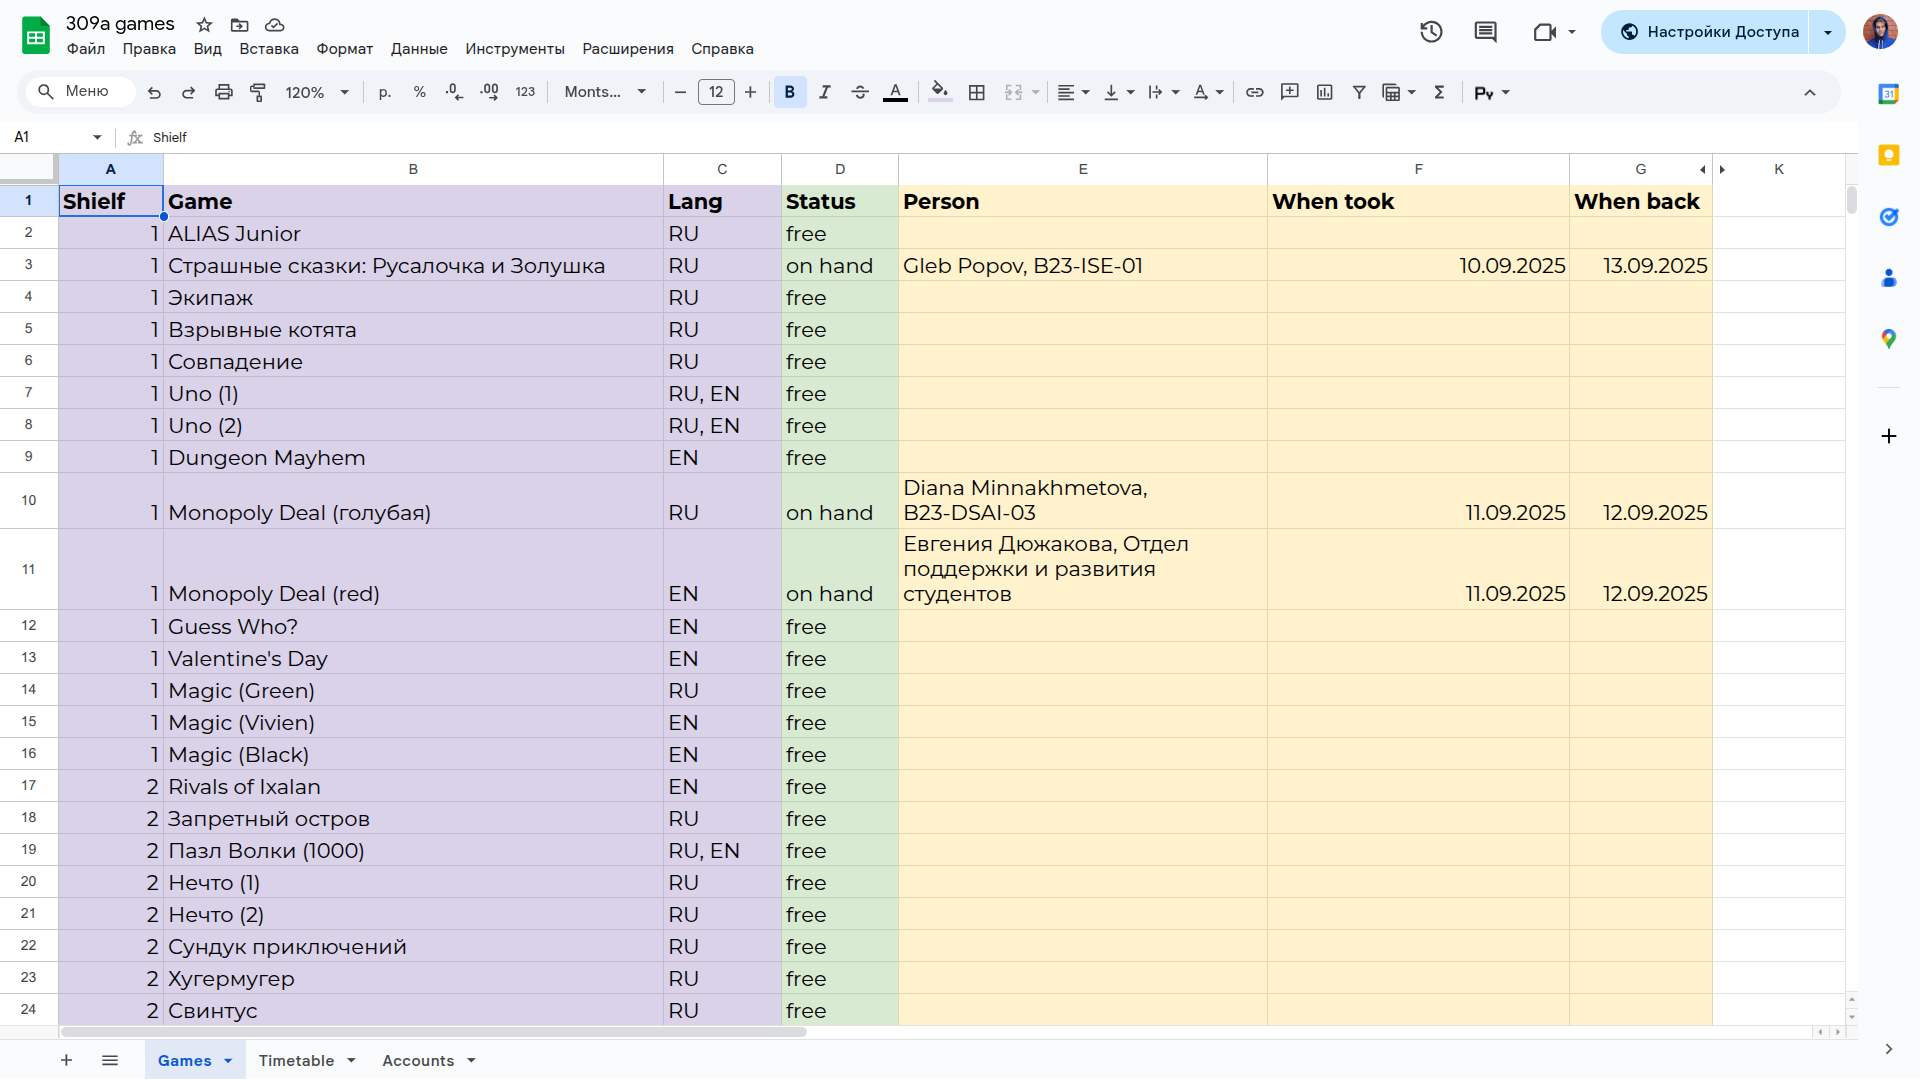 309a games
Файл Правка Вид Вставка Формат Данные Инструменты Расширения Справка
Настройки Доступа
Меню 120% р. % .0 .00 123 Monts... 12 B I A Σ Py
31
A1 fx Shielf
A B C D E F G K
1 Shielf Game Lang Status Person When took When back
2 1 ALIAS Junior RU free
3 1 Страшные сказки: Русалочка и Золушка RU on hand Gleb Popov, B23-ISE-01 10.09.2025 13.09.2025
4 1 Экипаж RU free
5 1 Взрывные котята RU free
6 1 Совпадение RU free
7 1 Uno (1) RU, EN free
8 1 Uno (2) RU, EN free
9 1 Dungeon Mayhem EN free
Diana Minnakhmetova,
10 1 Monopoly Deal (голубая) RU on hand B23-DSAI-03 11.09.2025 12.09.2025
Евгения Дюжакова, Отдел
поддержки и развития
11 1 Monopoly Deal (red) EN on hand студентов 11.09.2025 12.09.2025
12 1 Guess Who? EN free
13 1 Valentine's Day EN free
14 1 Magic (Green) RU free
15 1 Magic (Vivien) EN free
16 1 Magic (Black) EN free
17 2 Rivals of Ixalan EN free
18 2 Запретный остров RU free
19 2 Пазл Волки (1000) RU, EN free
20 2 Нечто (1) RU free
21 2 Нечто (2) RU free
22 2 Сундук приключений RU free
23 2 Хугермугер RU free
24 2 Свинтус RU free
Games Timetable Accounts